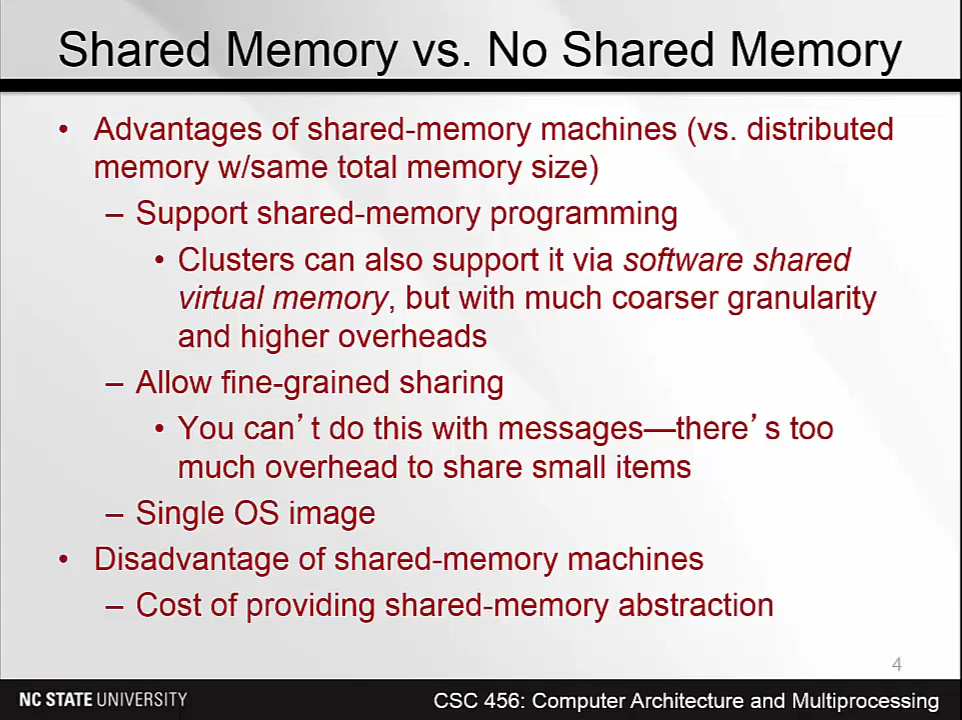 Shared Memory vs. No Shared Memory
• Advantages of shared-memory machines (vs. distributed
memory w/same total memory size)
– Support shared-memory programming
• Clusters can also support it via software shared
virtual memory, but with much coarser granularity
and higher overheads
– Allow fine-grained sharing
• You can’t do this with messages—there’s too
much overhead to share small items
– Single OS image
• Disadvantage of shared-memory machines
– Cost of providing shared-memory abstraction
4
NC STATE UNIVERSITY
CSC 456: Computer Architecture and Multiprocessing